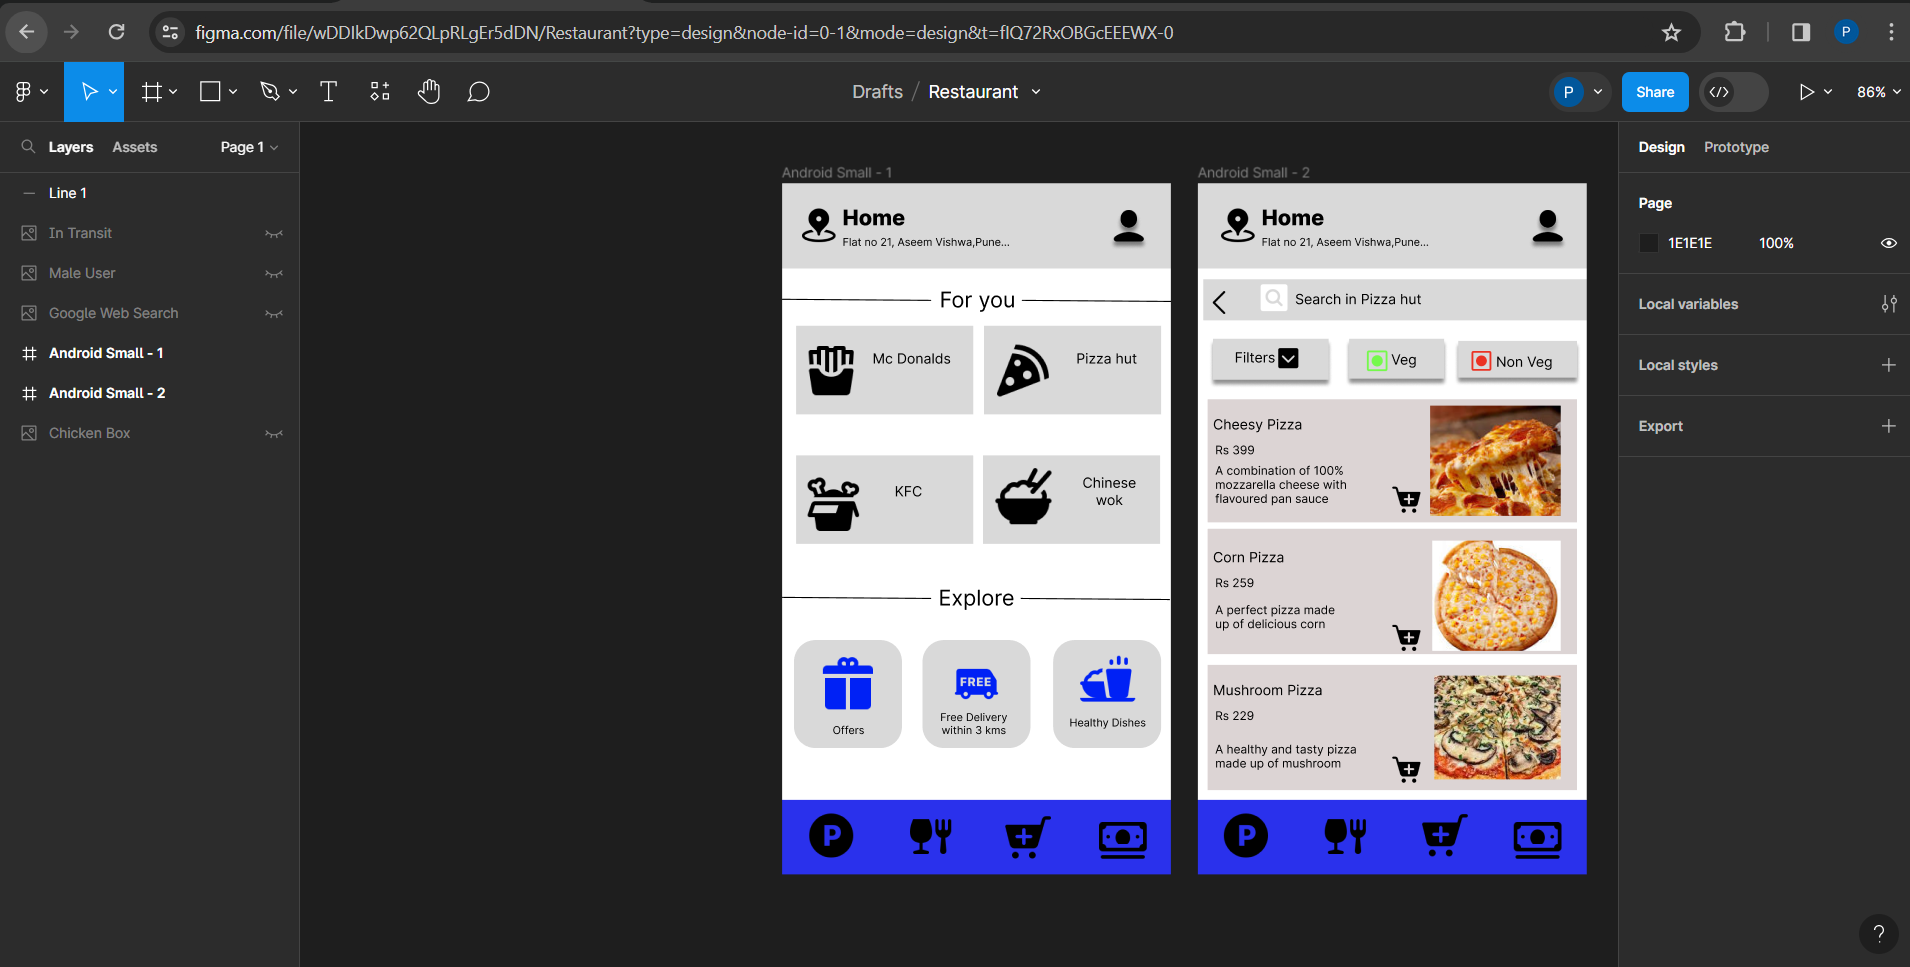 figma.com/file/wDDIkDwp62QLpRLgEr5dDN/Restaurant?type=design&node-id=0-1&mode=design&t=flQ72RxOBGcEEEWX-0
P
Drafts / Restaurant
P
Share
86%
Layers
Assets
Page 1
Line 1
In Transit
Male User
Google Web Search
Android Small - 1
Android Small - 2
Chicken Box
Android Small - 1
Home
Flat no 21, Aseem Vishwa,Pune...
For you
Mc Donalds
Pizza hut
KFC
Chinese
wok
Explore
Offers
FREE
Free Delivery
within 3 kms
Healthy Dishes
P
Android Small - 2
Home
Flat no 21, Aseem Vishwa,Pune...
Search in Pizza hut
Filters
Veg
Non Veg
Cheesy Pizza
Rs 399
A combination of 100%
mozzarella cheese with
flavoured pan sauce
Corn Pizza
Rs 259
A perfect pizza made
up of delicious corn
Mushroom Pizza
Rs 229
A healthy and tasty pizza
made up of mushroom
P
Design
Prototype
Page
1E1E1E
100%
Local variables
Local styles
Export
?